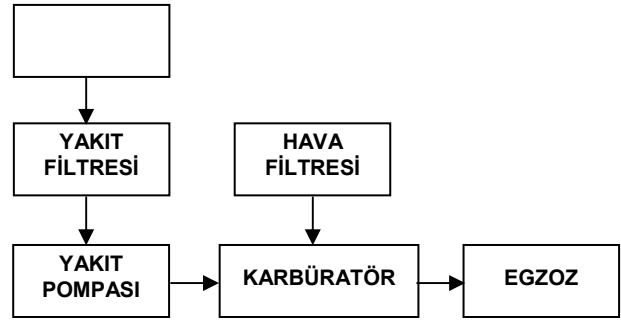 YAKIT
FİLTRESİ
HAVA
FİLTRESİ
YAKIT
POMPASI
KARBÜRATÖR
EGZOZ